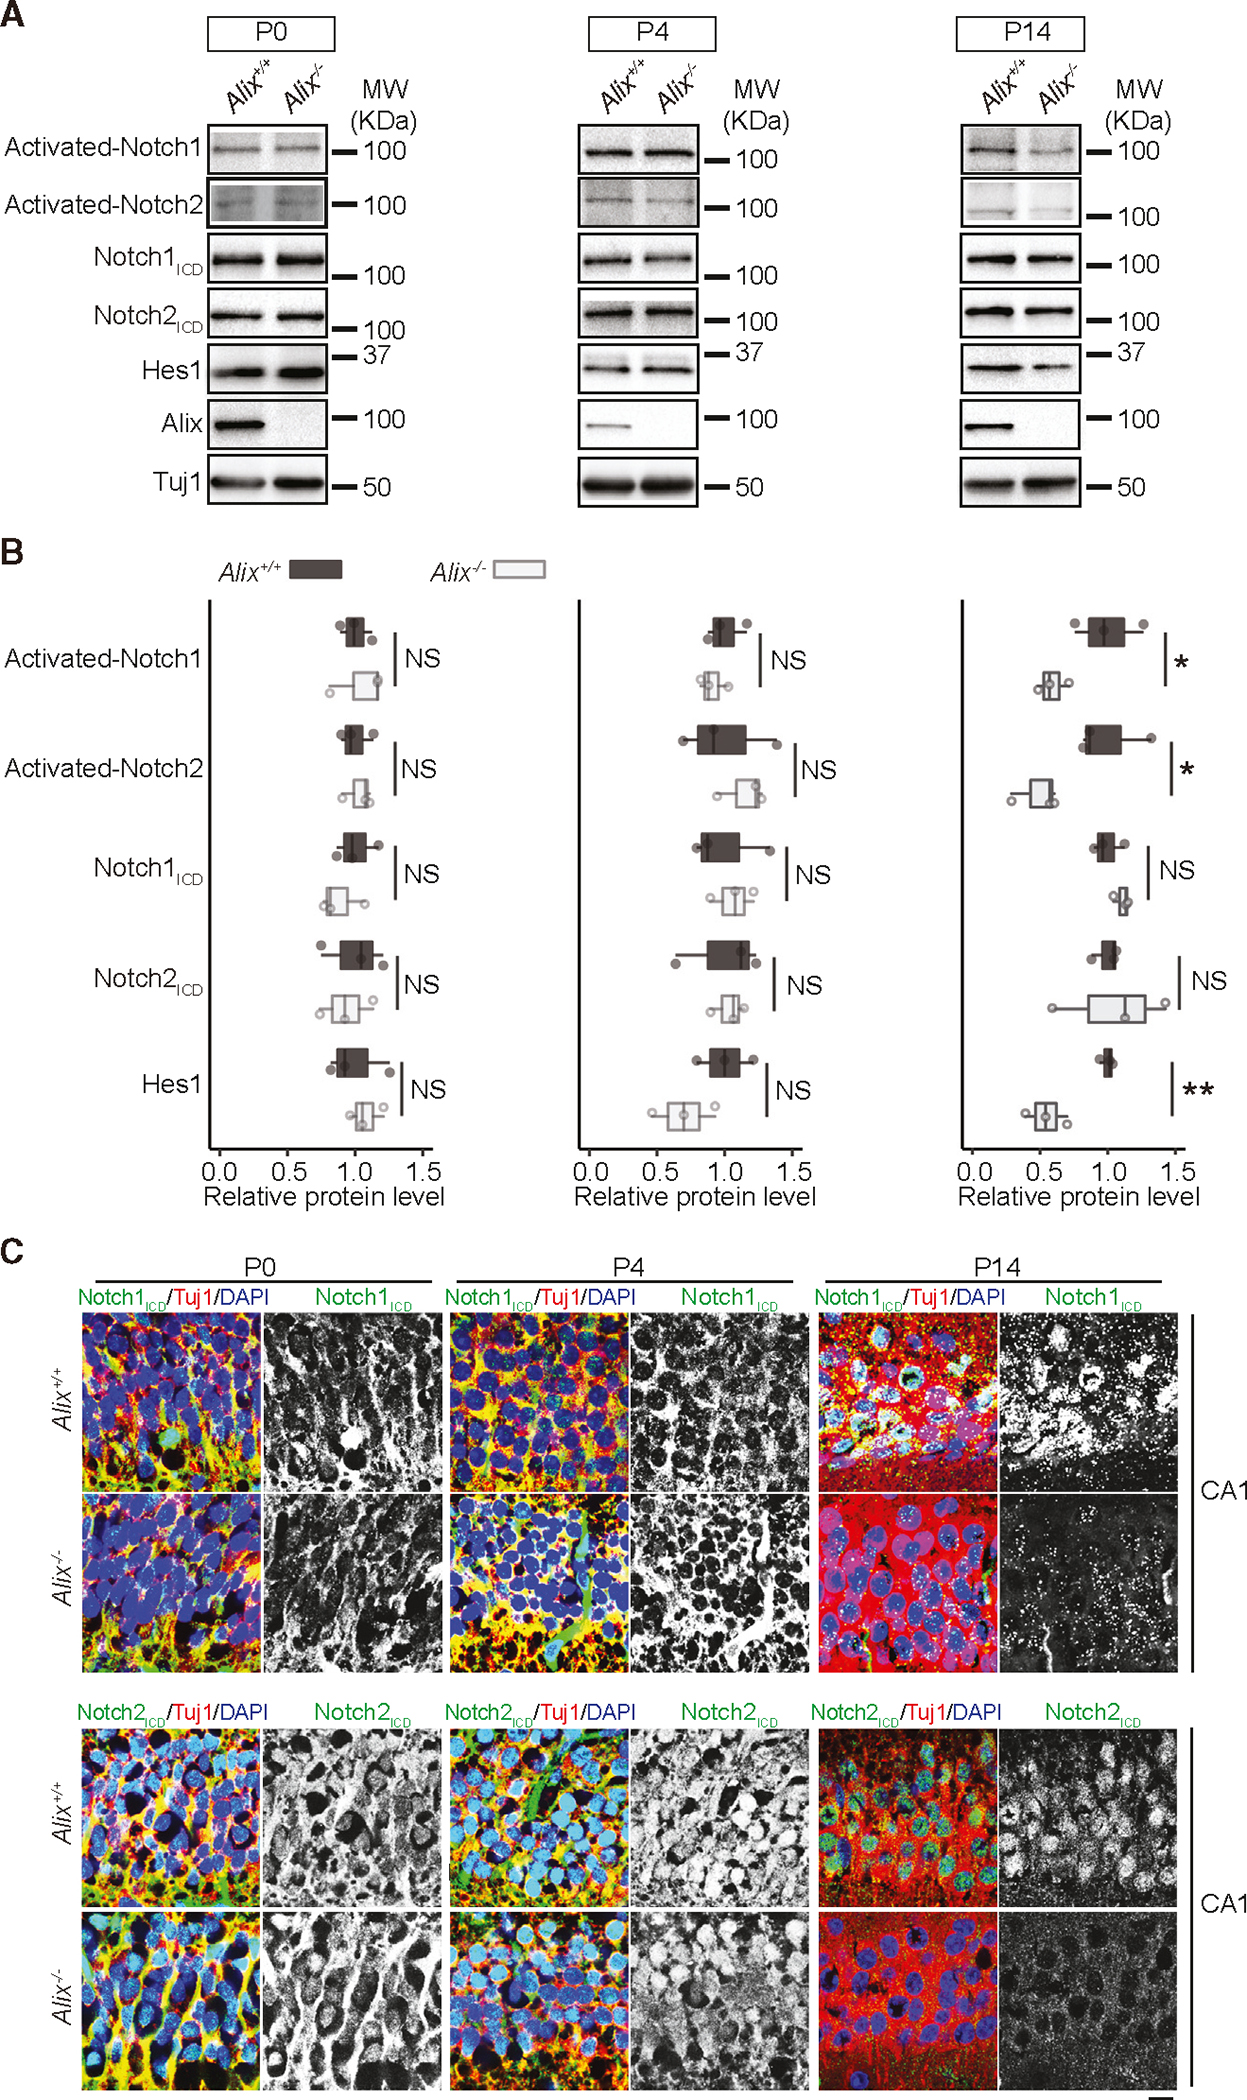 A
P0 P4 P14
Alix+/+ Alix-/- MW (KDa) Alix+/+ Alix-/- MW (KDa) Alix+/+ Alix-/- MW (KDa)
Activated-Notch1 100 100 100
Activated-Notch2 100 100 100
Notch1ICD 100 100 100
Notch2ICD 100 100 100
Hes1 37 37 37
Alix 100 100 100
Tuj1 50 50 50
B
Alix+/+ Alix-/-
Activated-Notch1 NS NS *
Activated-Notch2 NS NS *
Notch1ICD NS NS NS
Notch2ICD NS NS NS
Hes1 NS NS **
0.0 0.5 1.0 1.5 0.0 0.5 1.0 1.5 0.0 0.5 1.0 1.5
Relative protein level Relative protein level Relative protein level
C
P0 P4 P14
Notch1ICD/Tuj1/DAPI Notch1ICD Notch1ICD/Tuj1/DAPI Notch1ICD Notch1ICD/Tuj1/DAPI Notch1ICD
Alix+/+
CA1
Alix-/-
Notch2ICD/Tuj1/DAPI Notch2ICD Notch2ICD/Tuj1/DAPI Notch2ICD Notch2ICD/Tuj1/DAPI Notch2ICD
Alix+/+
CA1
Alix-/-